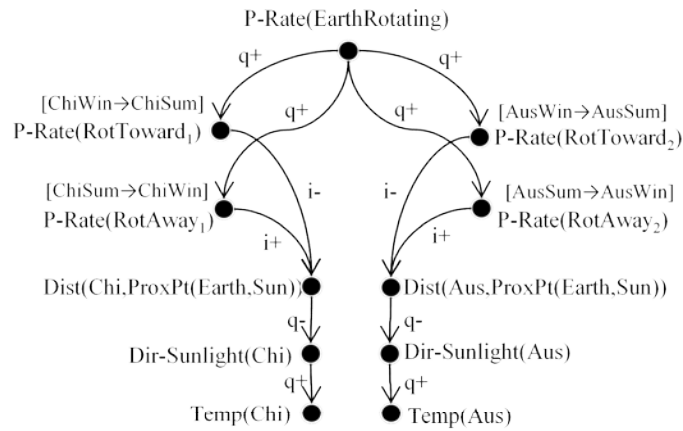 P-Rate(EarthRotating)
q+ q+
[ChiWin→ChiSum] [AusWin→AusSum]
q+ q+
P-Rate(RotToward₁) P-Rate(RotToward₂)
[ChiSum→ChiWin] i- i- [AusSum→AusWin]
P-Rate(RotAway₁) P-Rate(RotAway₂)
i+ i+
Dist(Chi,ProxPt(Earth,Sun)) Dist(Aus,ProxPt(Earth,Sun))
q- q-
Dir-Sunlight(Chi) Dir-Sunlight(Aus)
q+ q+
Temp(Chi) Temp(Aus)